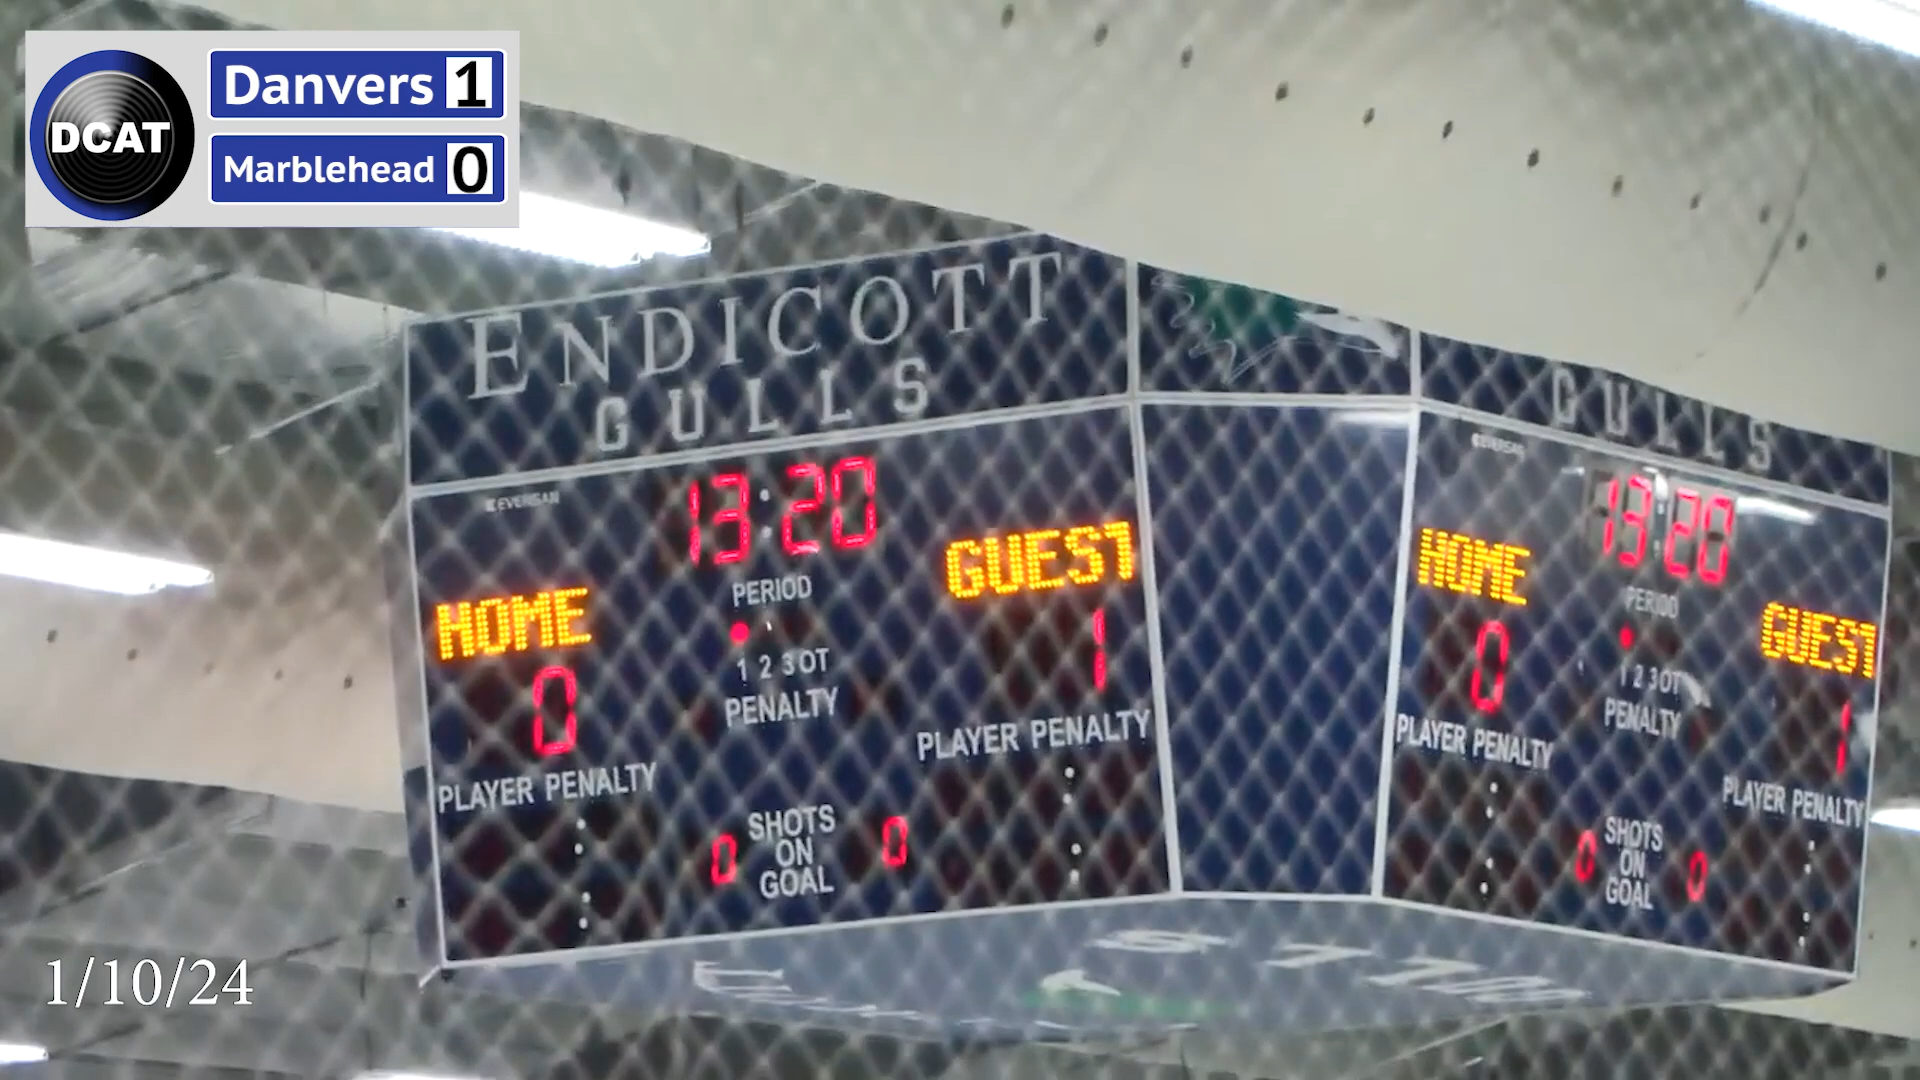 DCAT
Danvers 1
Marblehead 0
ENDICOTT
GULLS
EVERSAN
13:20
PERIOD
HOME
GUEST
1 2 3 OT
0
1
PENALTY
PLAYER PENALTY
PLAYER PENALTY
0 SHOTS ON GOAL 0
GULLS
EVERSAN
13:20
HOME
PERIOD
GUEST
0
1 2 3 OT
1
PENALTY
PLAYER PENALTY
PLAYER PENALTY
0 SHOTS ON GOAL 0
1/10/24